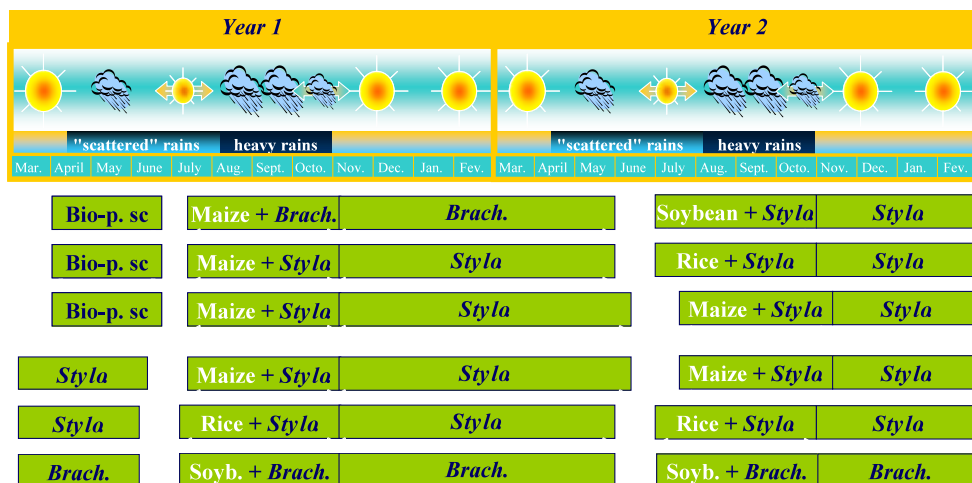 Year 1 Year 2
"scattered" rains heavy rains "scattered" rains heavy rains
Mar. April May June July Aug. Sept. Octo. Nov. Dec. Jan. Fev. Mar. April May June July Aug. Sept. Octo. Nov. Dec. Jan. Fev.
Bio-p. sc Maize + Brach. Brach. Soybean + Styla Styla
Bio-p. sc Maize + Styla Styla Rice + Styla Styla
Bio-p. sc Maize + Styla Styla Maize + Styla Styla
Styla Maize + Styla Styla Maize + Styla Styla
Styla Rice + Styla Styla Rice + Styla Styla
Brach. Soyb. + Brach. Brach. Soyb. + Brach. Brach.